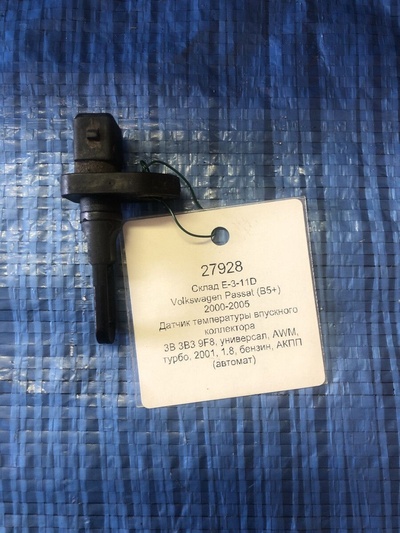 27928
Склад E-3-11D
Volkswagen Passat (B5+)
2000-2005
Датчик температуры впускного
коллектора
3B 3B3 9F8, универсал, AWM,
турбо, 2001, 1.8, бензин, АКПП
(автомат)